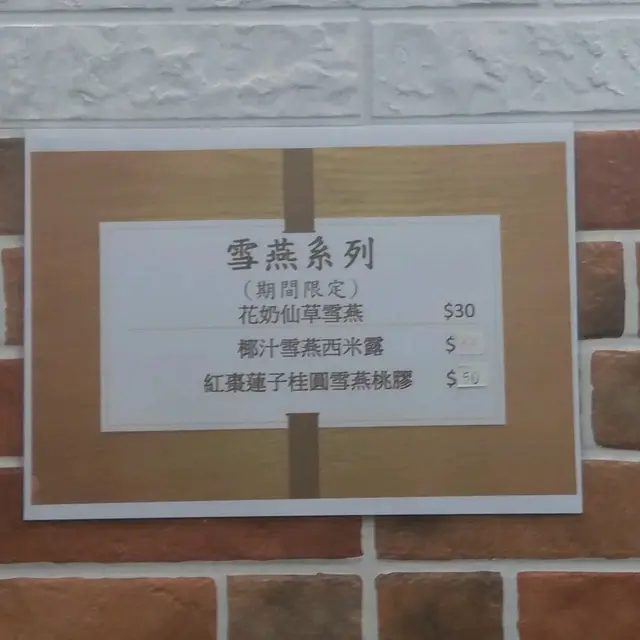 雪燕系列
(期間限定)
花奶仙草雪燕 $30
椰汁雪燕西米露 $
紅棗蓮子桂圓雪燕桃膠 $50